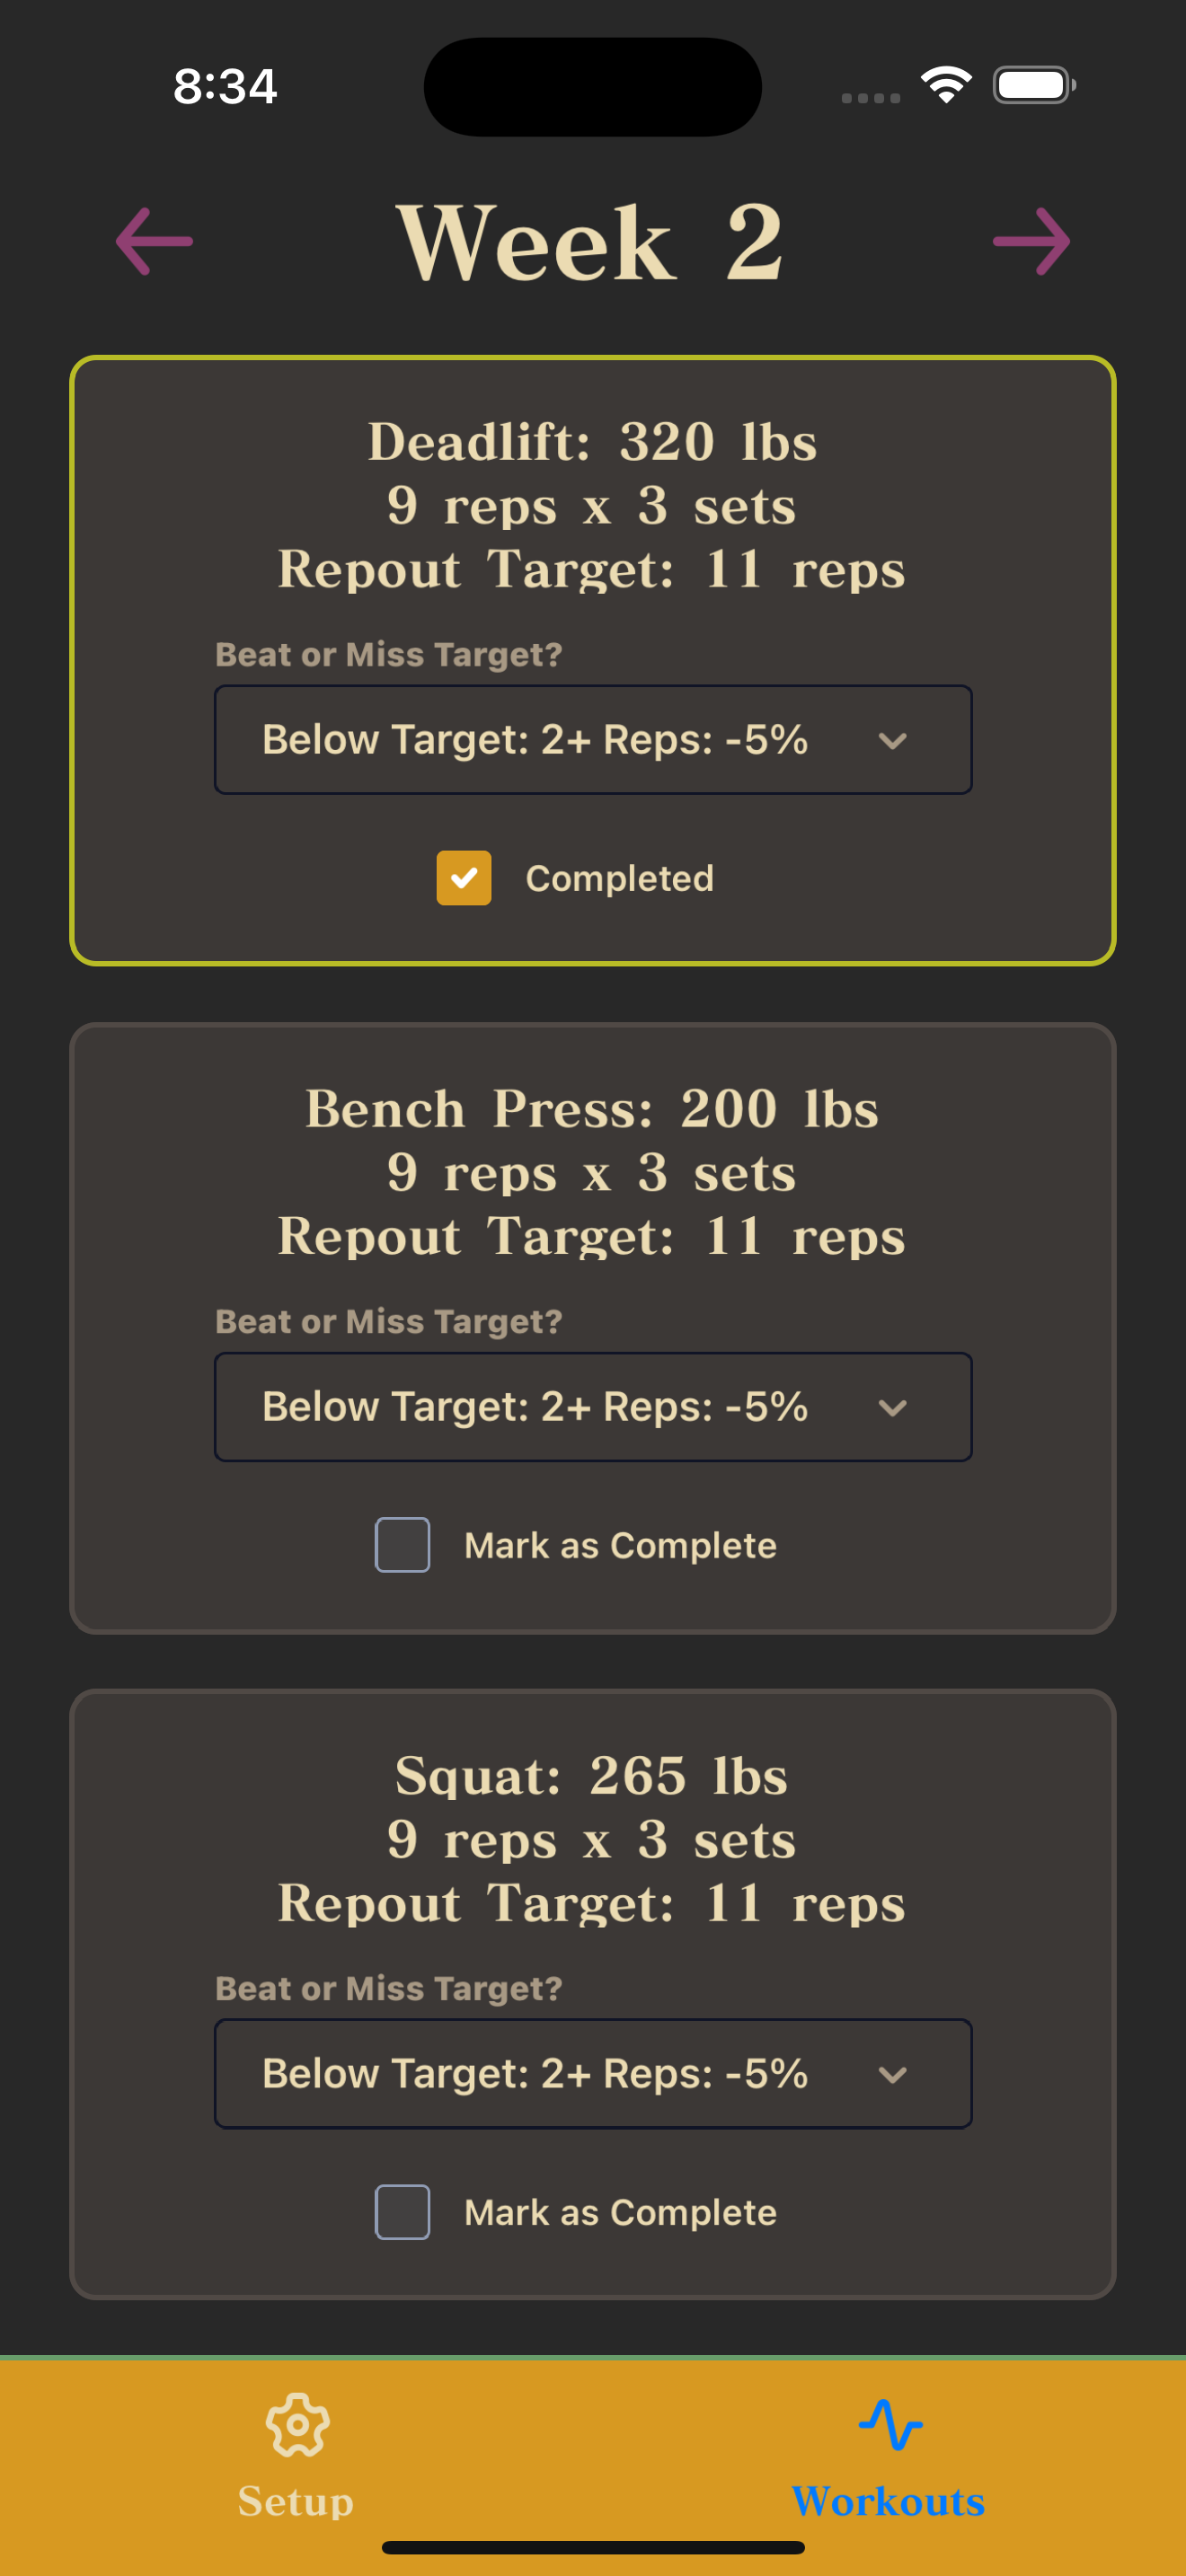 8:34
Week 2
Deadlift: 320 lbs
9 reps x 3 sets
Repout Target: 11 reps
Beat or Miss Target?
Below Target: 2+ Reps: -5%
Completed
Bench Press: 200 lbs
9 reps x 3 sets
Repout Target: 11 reps
Beat or Miss Target?
Below Target: 2+ Reps: -5%
Mark as Complete
Squat: 265 lbs
9 reps x 3 sets
Repout Target: 11 reps
Beat or Miss Target?
Below Target: 2+ Reps: -5%
Mark as Complete
Setup
Workouts